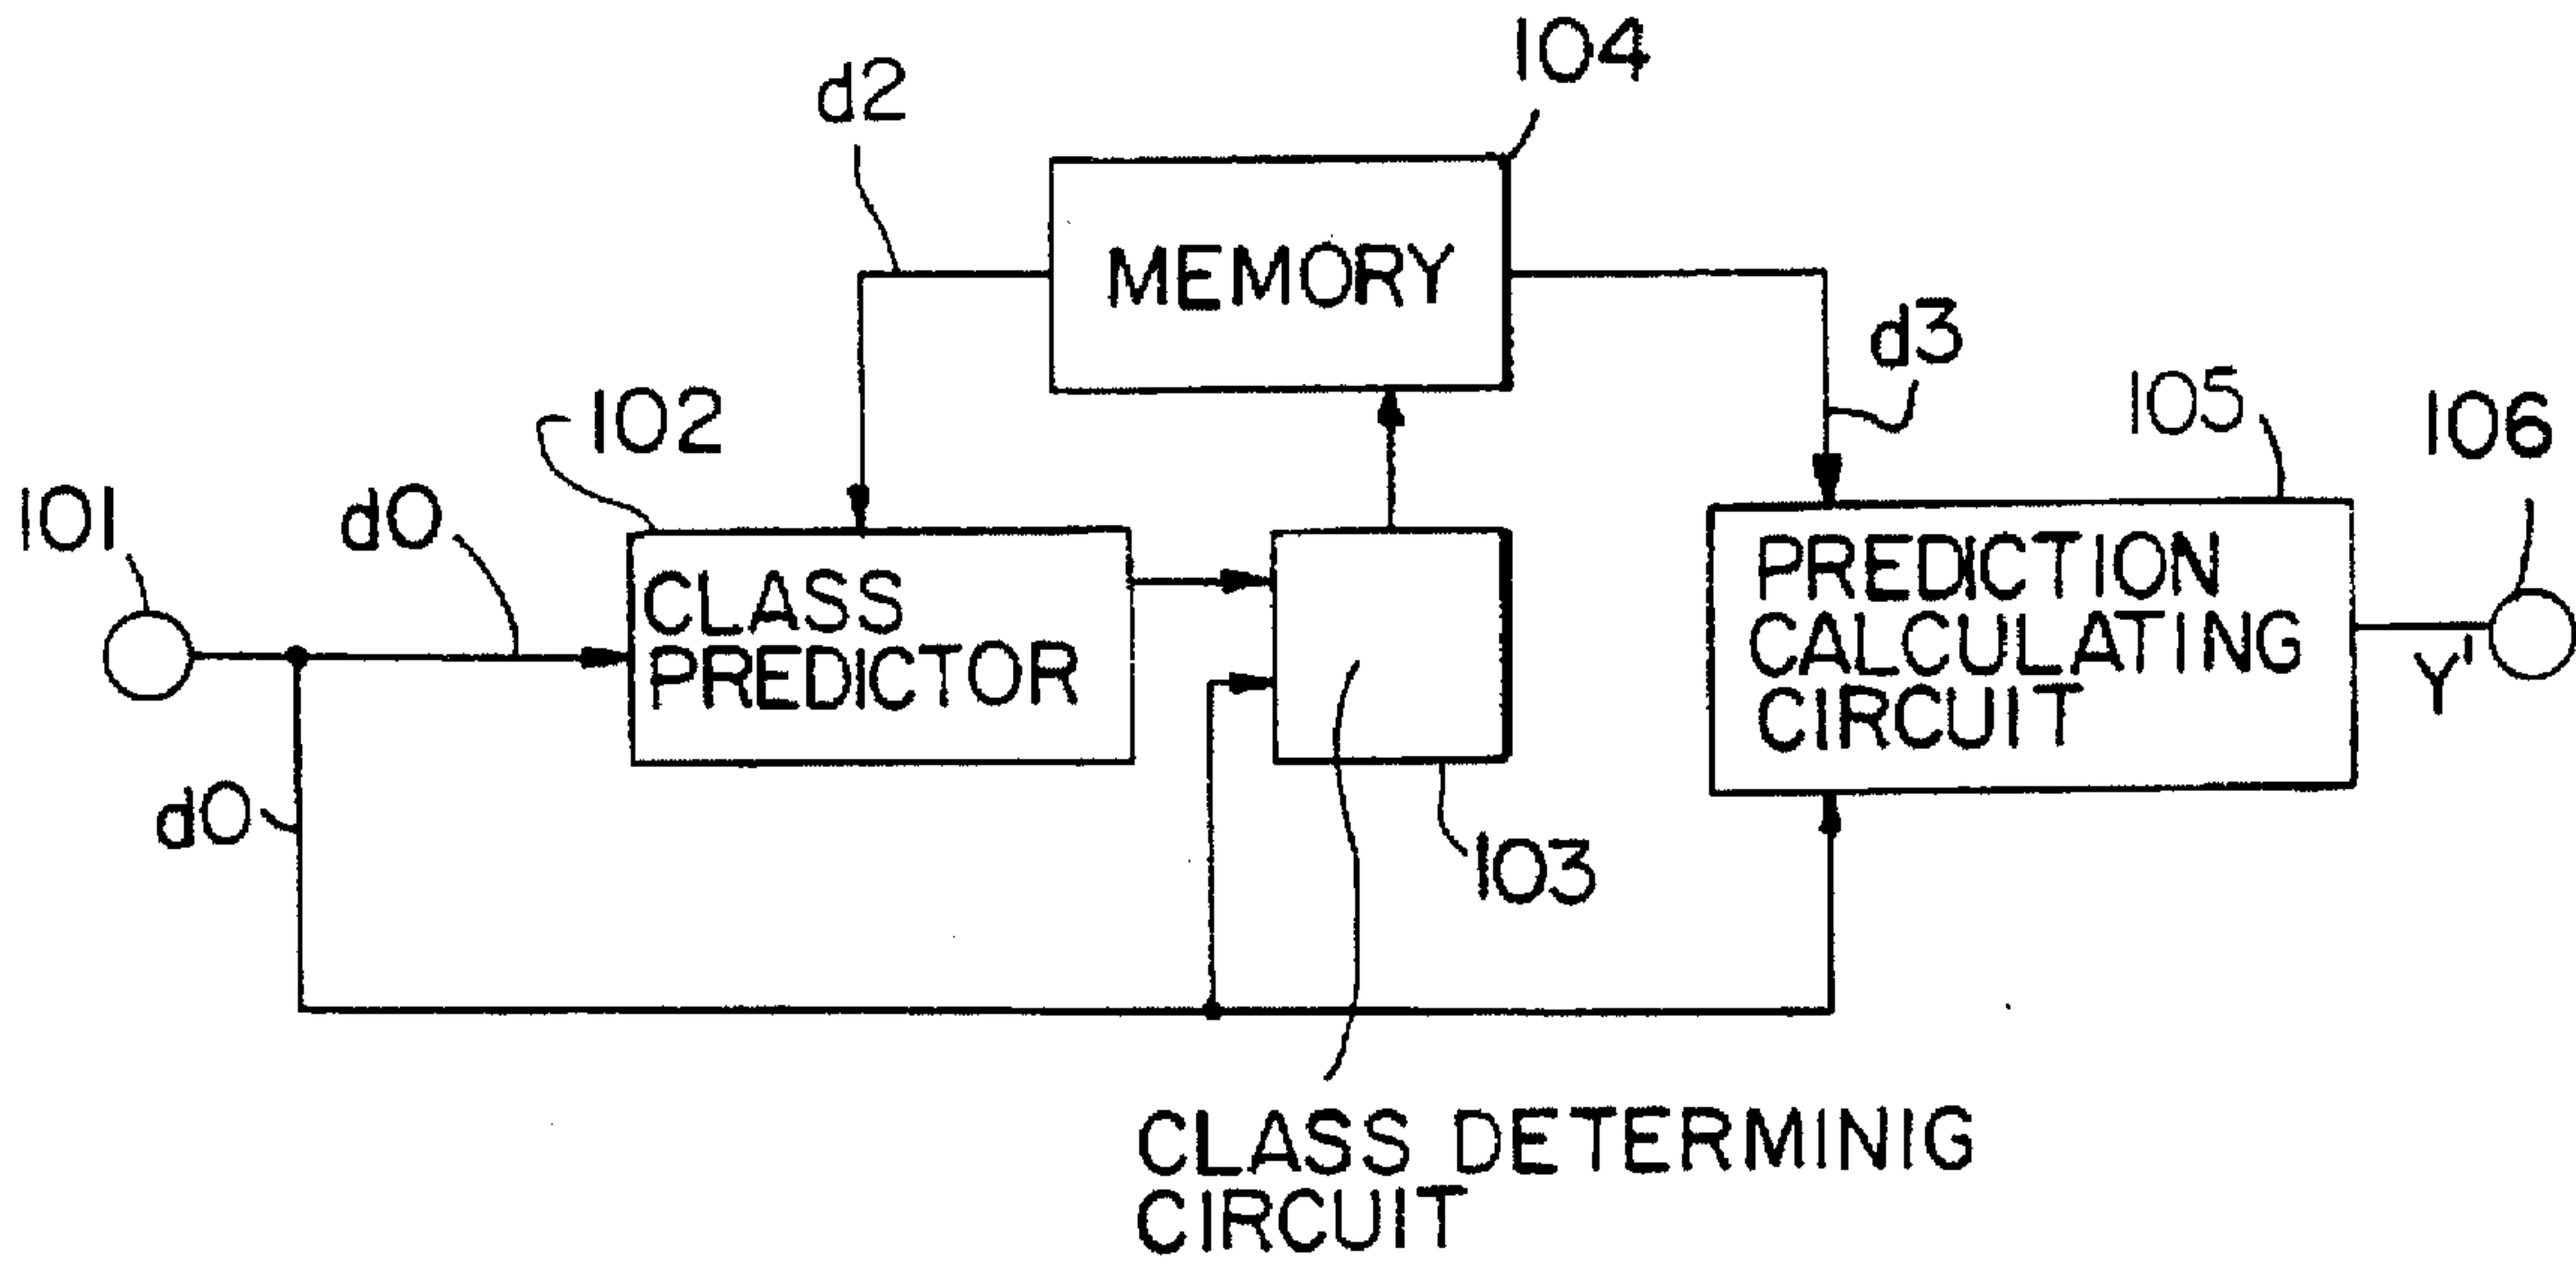 104
d2
MEMORY
d3
105
106
102
101
d0
CLASS
PREDICTOR
PREDICTION
CALCULATING
CIRCUIT
Y'
d0
103
CLASS DETERMINIG
CIRCUIT